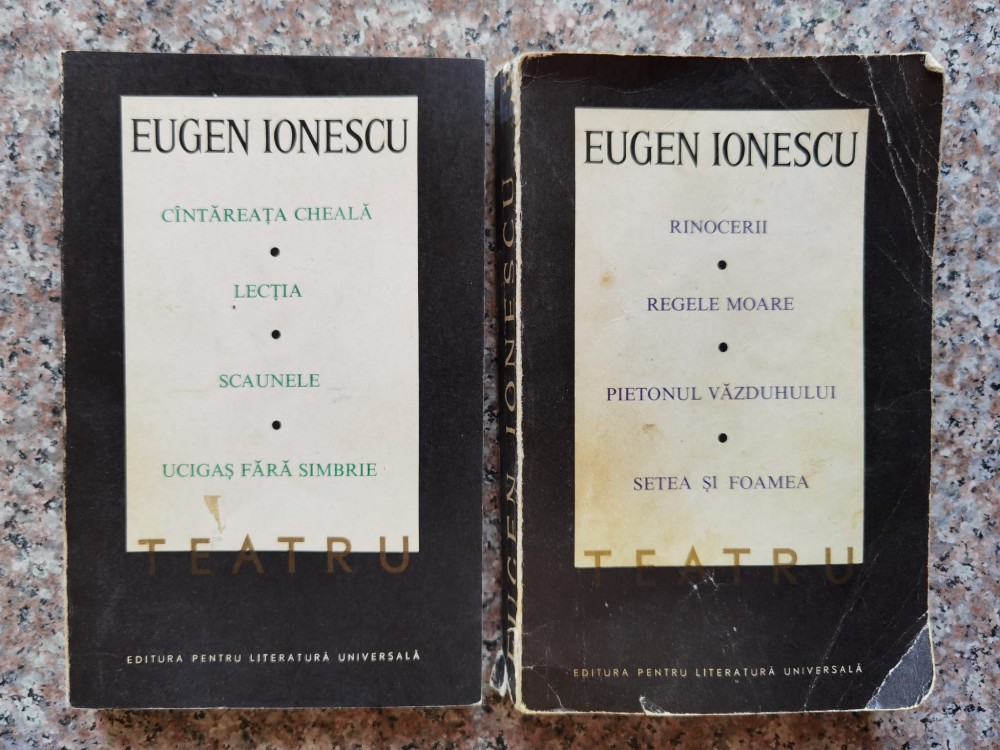 EUGEN IONESCU
CÎNTĂREAȚA CHEALĂ
LECȚIA
SCAUNELE
UCIGAȘ FĂRĂ SIMBRIE
TEATRU
EDITURA PENTRU LITERATURĂ UNIVERSALĂ
EUGEN IONESCU
EUGEN IONESCU
RINOCERII
REGELE MOARE
PIETONUL VĂZDUHULUI
SETEA ȘI FOAMEA
TEATRU
EDITURA PENTRU LITERATURĂ UNIVERSALĂ